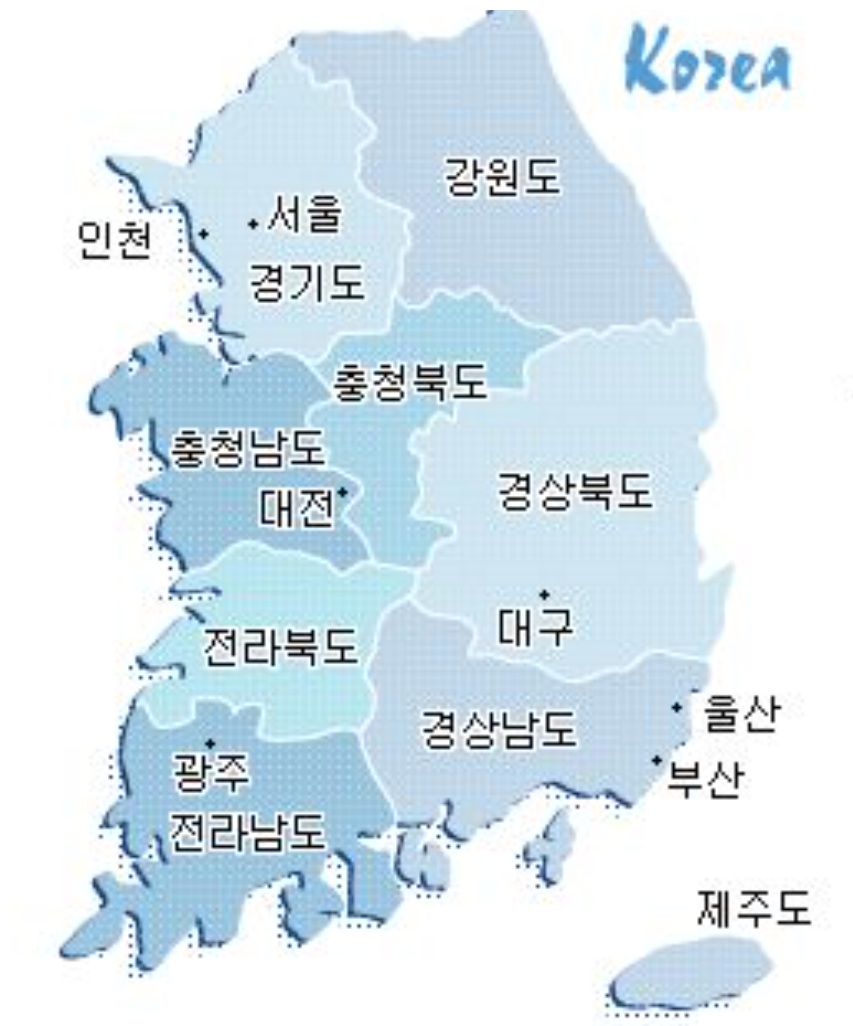 Korea
강원도
서울
인천
경기도
충청북도
충청남도
경상북도
대전
대구
전라북도
울산
경상남도
광주
부산
전라남도
제주도